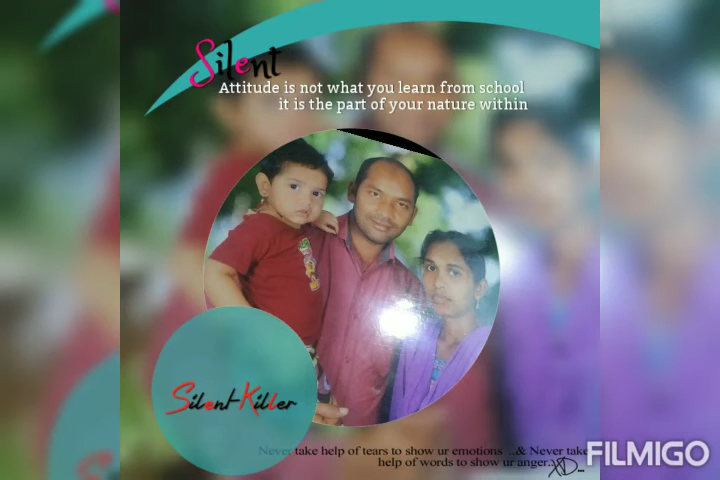 Silent
Attitude is not what you learn from school
it is the part of your nature within
Silent Killer
Never take help of tears to show ur emotions ..& Never take
help of words to show ur anger.
XD...
FILMIGO